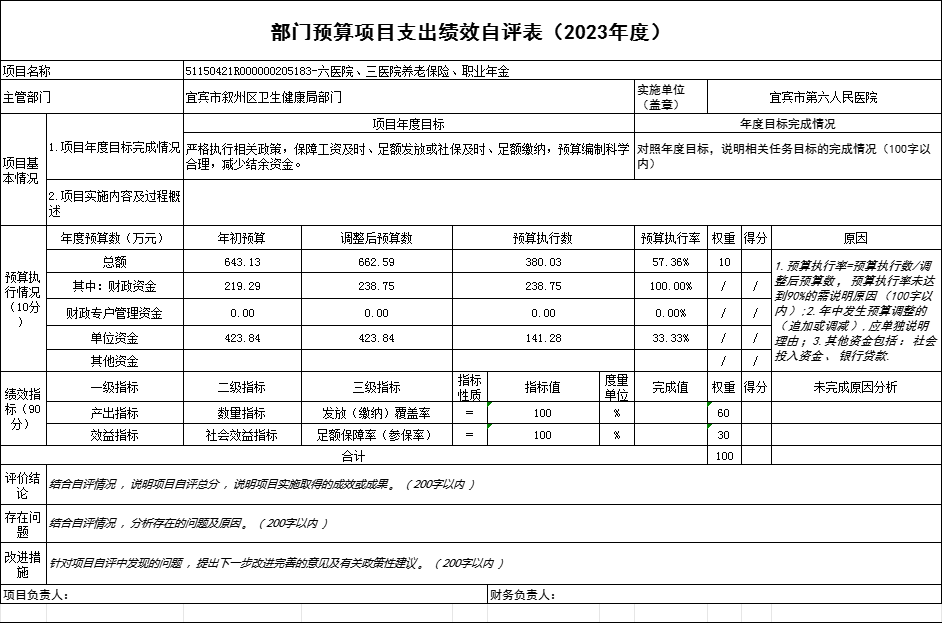 部门预算项目支出绩效自评表（2023年度）
项目名称 51150421R000000205183-六医院、三医院养老保险、职业年金
主管部门 宜宾市叙州区卫生健康局部门 实施单位（盖章） 宜宾市第六人民医院
项目基本情况 1.项目年度目标完成情况 项目年度目标 年度目标完成情况
严格执行相关政策，保障工资及时、足额发放或社保及时、足额缴纳，预算编制科学合理，减少结余资金。 对照年度目标，说明相关任务目标的完成情况（100字以内）
2.项目实施内容及过程概述
预算执行情况（10分） 年度预算数（万元） 年初预算 调整后预算数 预算执行数 预算执行率 权重 得分 原因
总额 643.13 662.59 380.03 57.36% 10
其中：财政资金 219.29 238.75 238.75 100.00% / /
财政专户管理资金 0.00 0.00 0.00 0.00% / /
单位资金 423.84 423.84 141.28 33.33% / /
其他资金 / /
1.预算执行率=预算执行数/调整后预算数，预算执行率未达到90%的需说明原因（100字以内）;2.年中发生预算调整的（追加或调减）,应单独说明理由；3.其他资金包括：社会投入资金、银行贷款.
绩效指标（90分） 一级指标 二级指标 三级指标 指标性质 指标值 度量单位 完成值 权重 得分 未完成原因分析
产出指标 数量指标 发放（缴纳）覆盖率 ＝ 100 % 60
效益指标 社会效益指标 足额保障率（参保率） ＝ 100 % 30
合计 100
评价结论 结合自评情况，说明项目自评总分，说明项目实施取得的成效或成果。（200字以内）
存在问题 结合自评情况，分析存在的问题及原因。（200字以内）
改进措施 针对项目自评中发现的问题，提出下一步改进完善的意见及有关政策性建议。（200字以内）
项目负责人： 财务负责人：